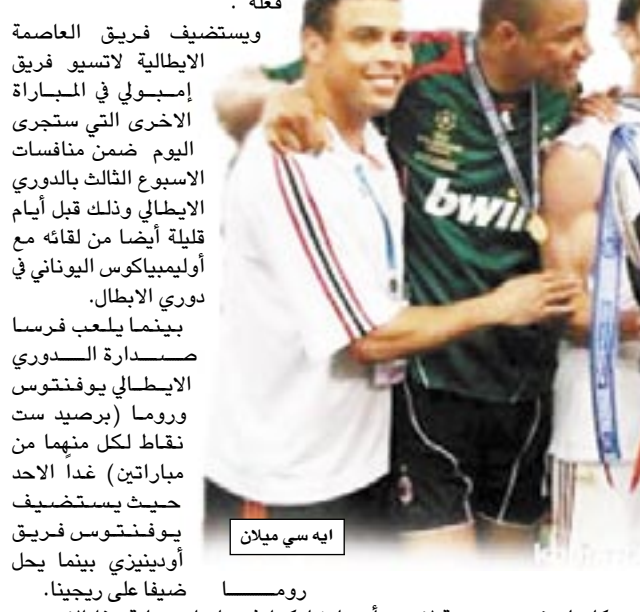 فعله .
ويستضيف فريق العاصمة
الايطالية لاتسيو فريق
إمبولي في المباراة
الاخرى التي ستجرى
اليوم ضمن منافسات
الاسبوع الثالث بالدوري
الايطالي وذلك قبل أيام
قليلة أيضا من لقائه مع
أوليمبياكوس اليوناني في
دوري الابطال.
بينما يلعب فرسا
صدارة الدوري
الايطالي يوفنتوس
وروما (برصيد ست
نقاط لكل منهما من
مباراتين) غداً الاحد
حيث يستضيف
يوفنتوس فريق
أودينيزي بينما يحل
روما ضيفا على ريجينا.
bwin
ايه سي ميلان